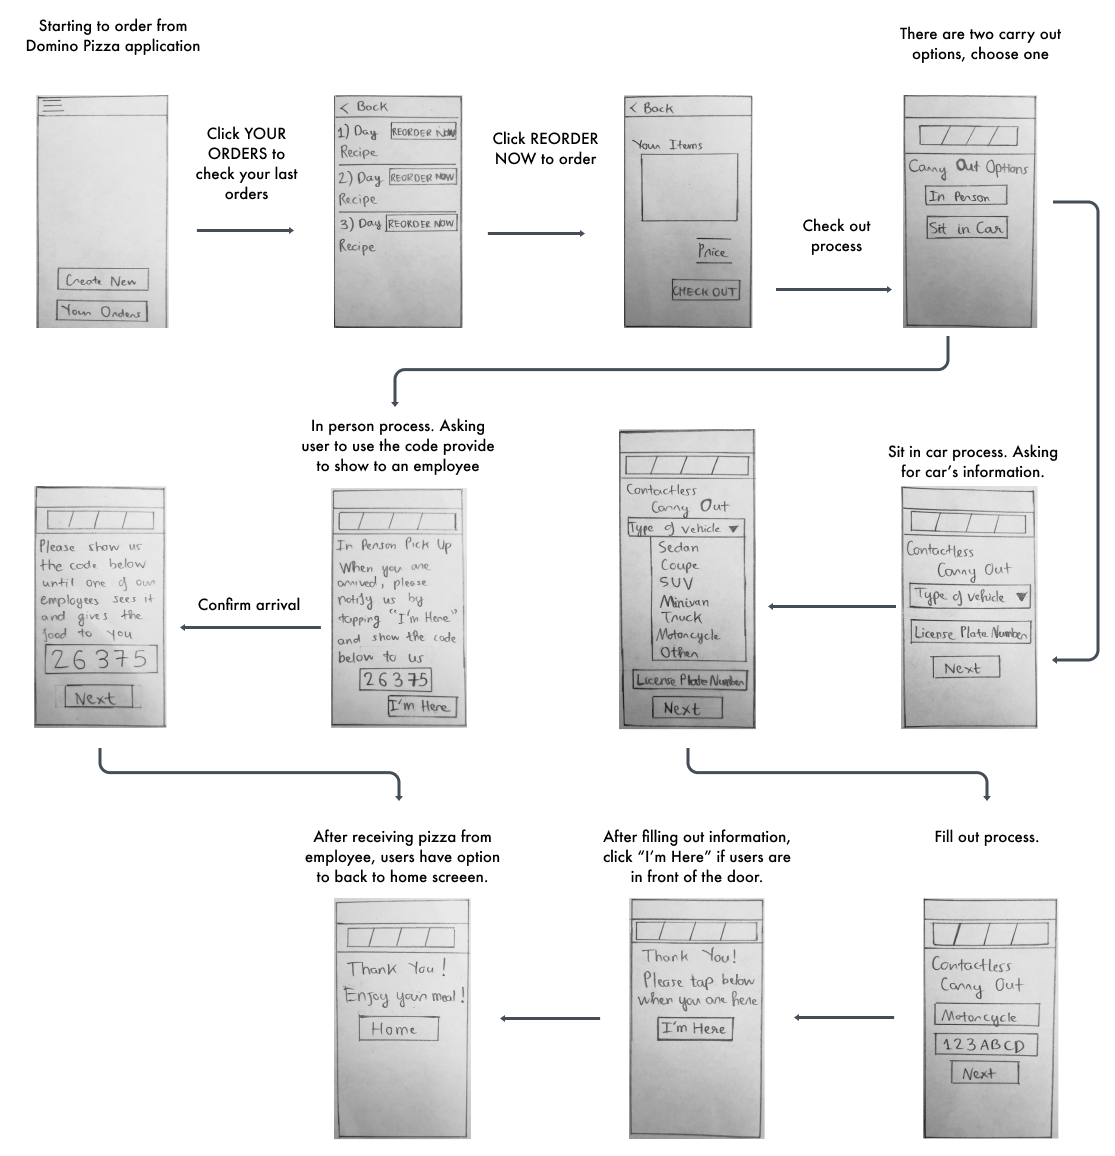 Starting to order from
Domino Pizza application
There are two carry out
options, choose one
Create New
Your Orders
Click YOUR
ORDERS to
check your last
orders
< Back
1) Day REORDER NOW
Recipe
2) Day REORDER NOW
Recipe
3) Day REORDER NOW
Recipe
Click REORDER
NOW to order
< Back
Your Items
Price
CHECK OUT
Check out
process
Carry Out Options
In Person
Sit in Car
In person process. Asking
user to use the code provide
to show to an employee
Sit in car process. Asking
for car's information.
Please show us
the code below
until one of our
employees sees it
and gives the
food to you
26375
Next
Confirm arrival
In Person Pick Up
When you are
arrived, please
notify us by
tapping "I'm Here"
and show the code
below to us
26375
I'm Here
Contactless
Carry Out
Type of vehicle ▼
Sedan
Coupe
SUV
Minivan
Truck
Motorcycle
Other
License Plate Number
Next
Contactless
Carry Out
Type of vehicle ▼
License Plate Number
Next
After receiving pizza from
employee, users have option
to back to home screeen.
After filling out information,
click "I'm Here" if users are
in front of the door.
Fill out process.
Thank You!
Enjoy your meal!
Home
Thank You!
Please tap below
when you are here
I'm Here
Contactless
Carry Out
Motorcycle
123ABCD
Next